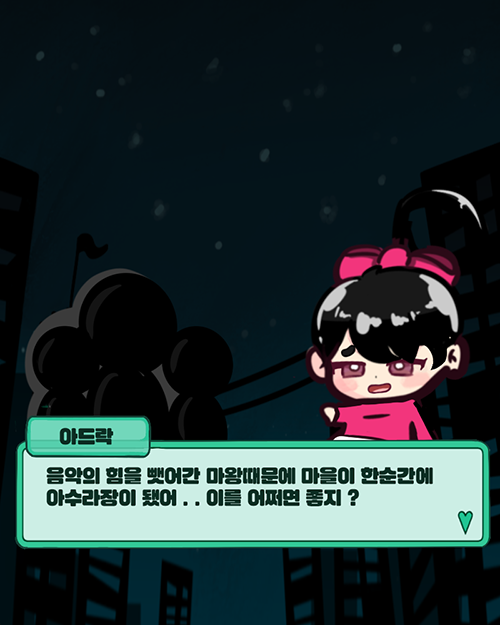 아드락
음악의 힘을 뺏어간 마왕때문에 마을이 한순간에
아수라장이 됐어 . . 이를 어쩌면 좋지 ?